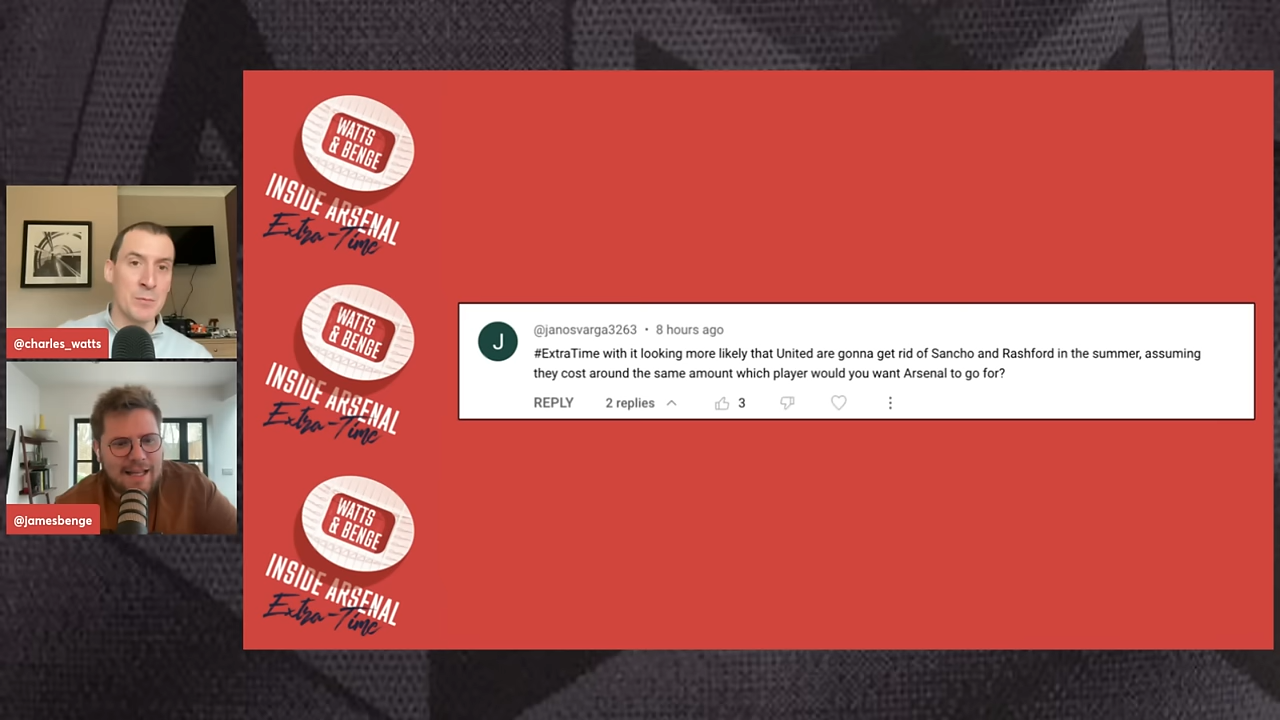 WATTS
& BENGE
INSIDE ARSENAL
Extra-Time
WATTS
& BENGE
INSIDE ARSENAL
Extra-Time
WATTS
& BENGE
INSIDE ARSENAL
Extra-Time
@charles_watts
@jamesbenge
J
@janosvarga3263 • 8 hours ago
#ExtraTime with it looking more likely that United are gonna get rid of Sancho and Rashford in the summer, assuming
they cost around the same amount which player would you want Arsenal to go for?
REPLY 2 replies 3